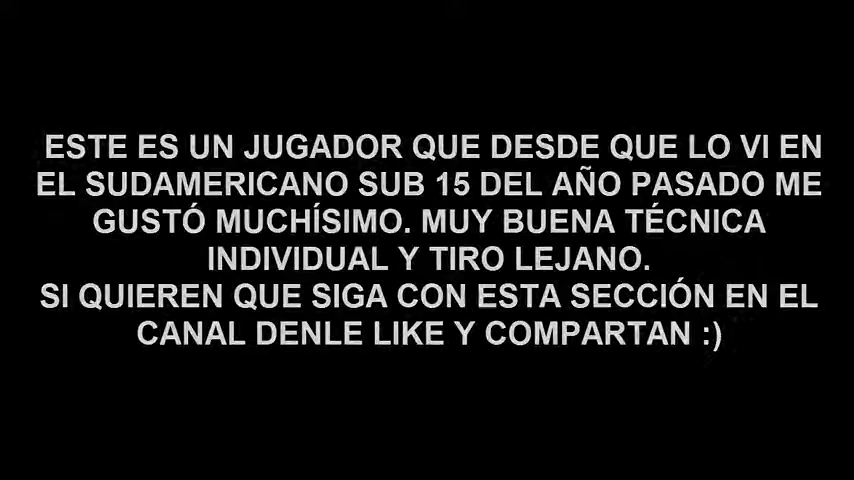 ESTE ES UN JUGADOR QUE DESDE QUE LO VI EN
EL SUDAMERICANO SUB 15 DEL AÑO PASADO ME
GUSTÓ MUCHÍSIMO. MUY BUENA TÉCNICA
INDIVIDUAL Y TIRO LEJANO.
SI QUIEREN QUE SIGA CON ESTA SECCIÓN EN EL
CANAL DENLE LIKE Y COMPARTAN :)